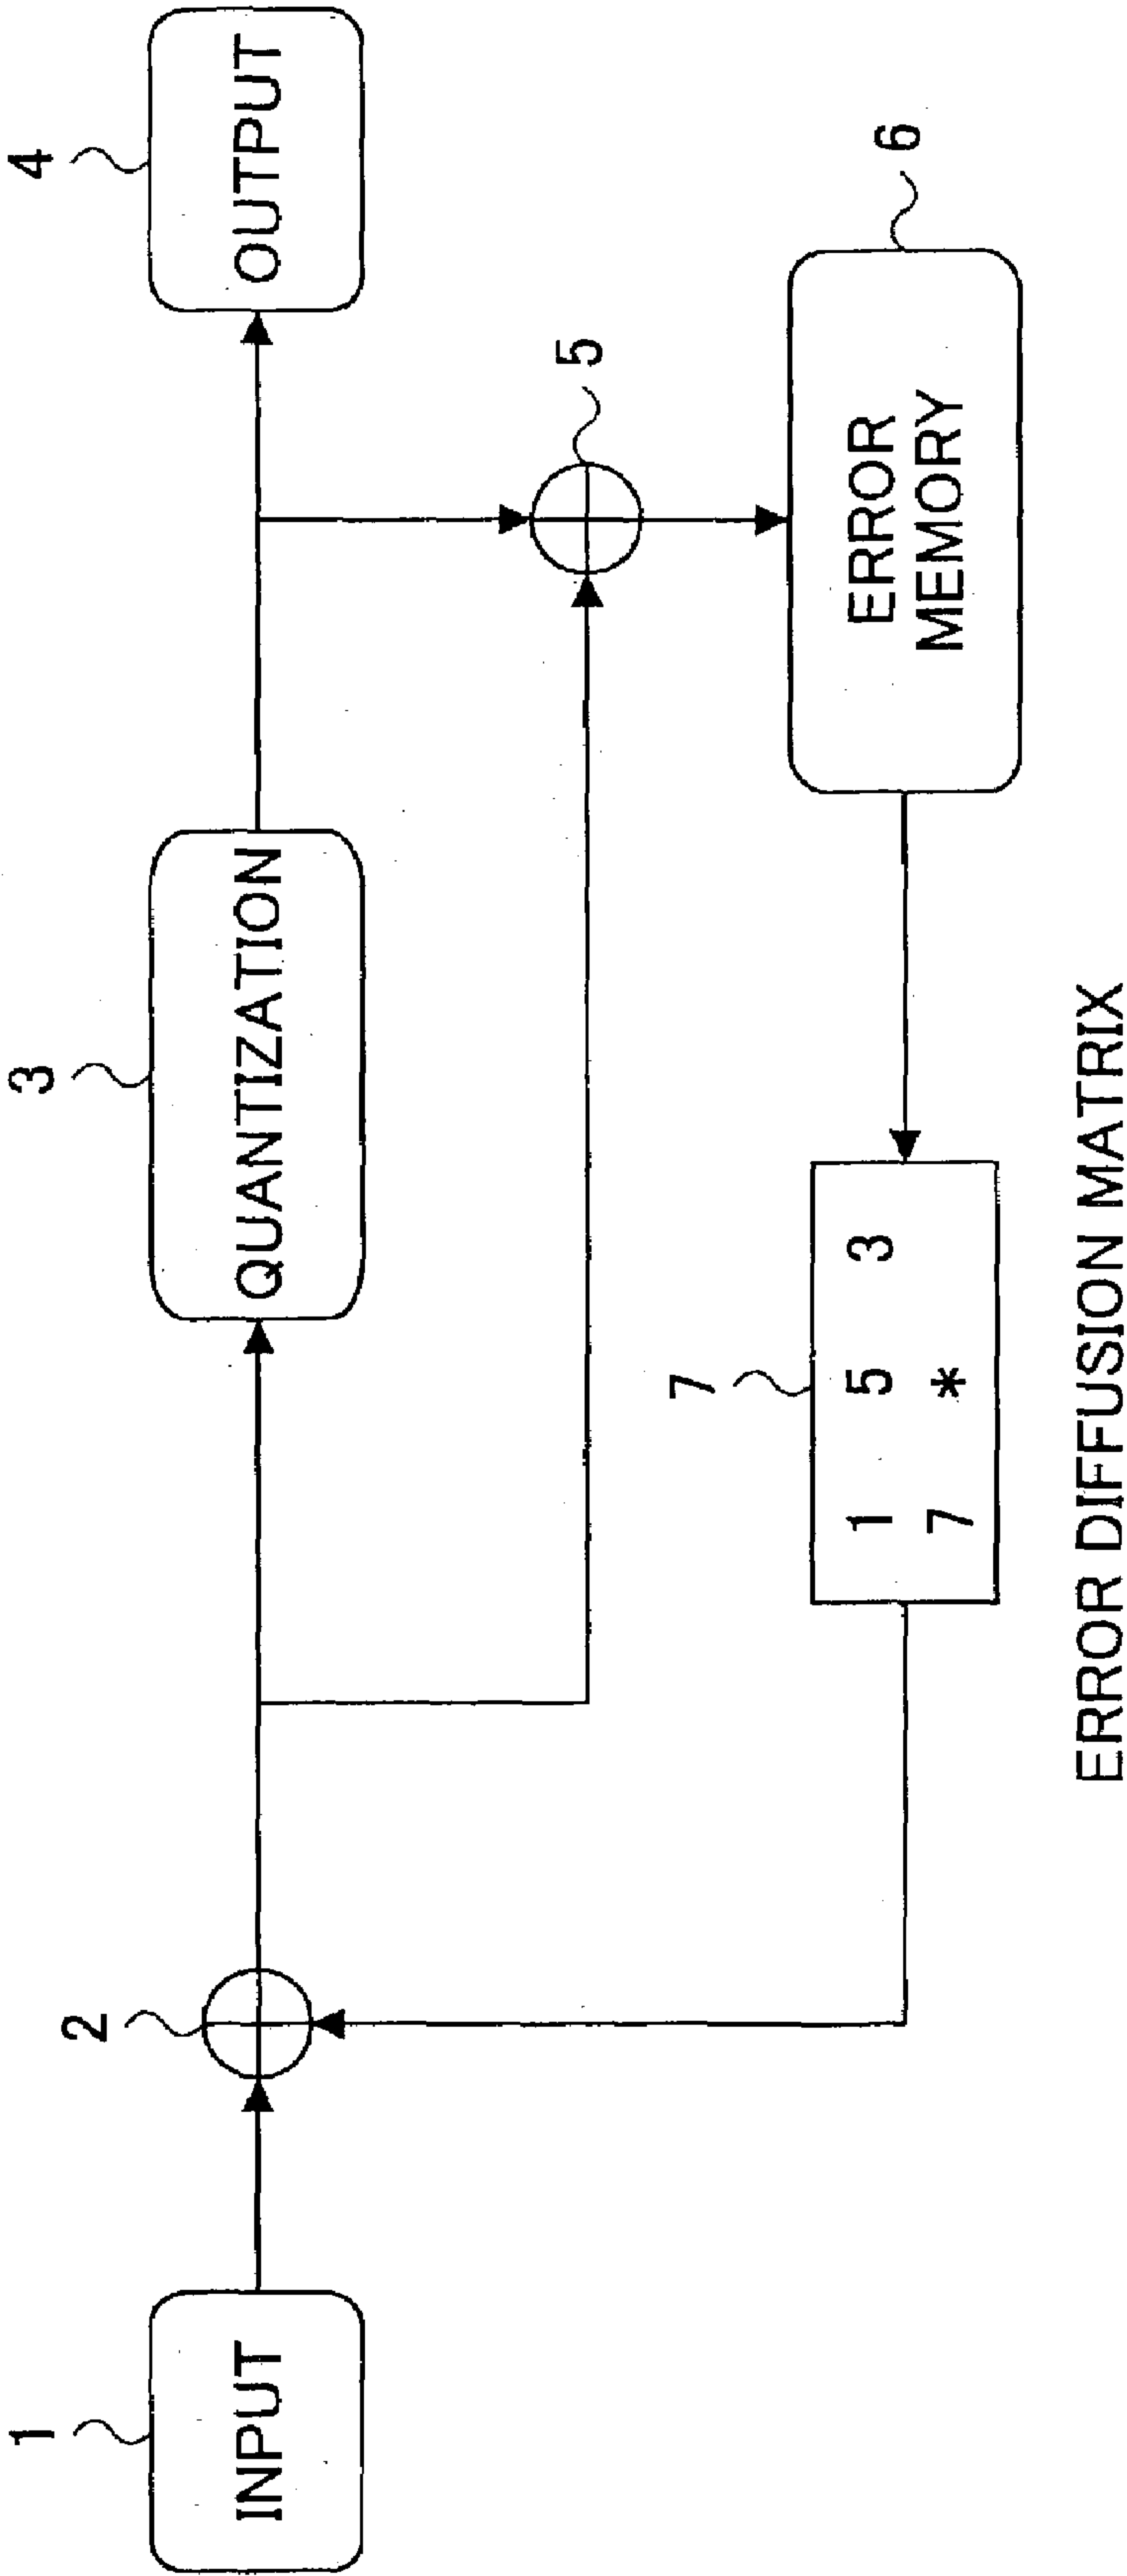 1
2
3
4
INPUT
QUANTIZATION
OUTPUT
5
7
6
1 5 3
7 *
ERROR
MEMORY
ERROR DIFFUSION MATRIX